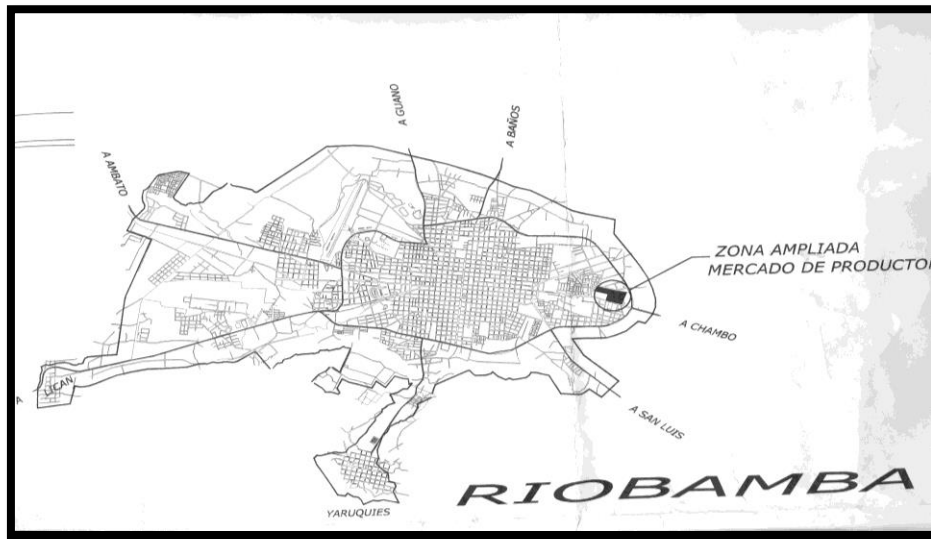 A GUANO
A BAÑOS
A AMBATO
ZONA AMPLIADA
MERCADO DE PRODUCTOR
A CHAMBO
LICAN
A
A SAN LUIS
RIOBAMBA
YARUQUIES